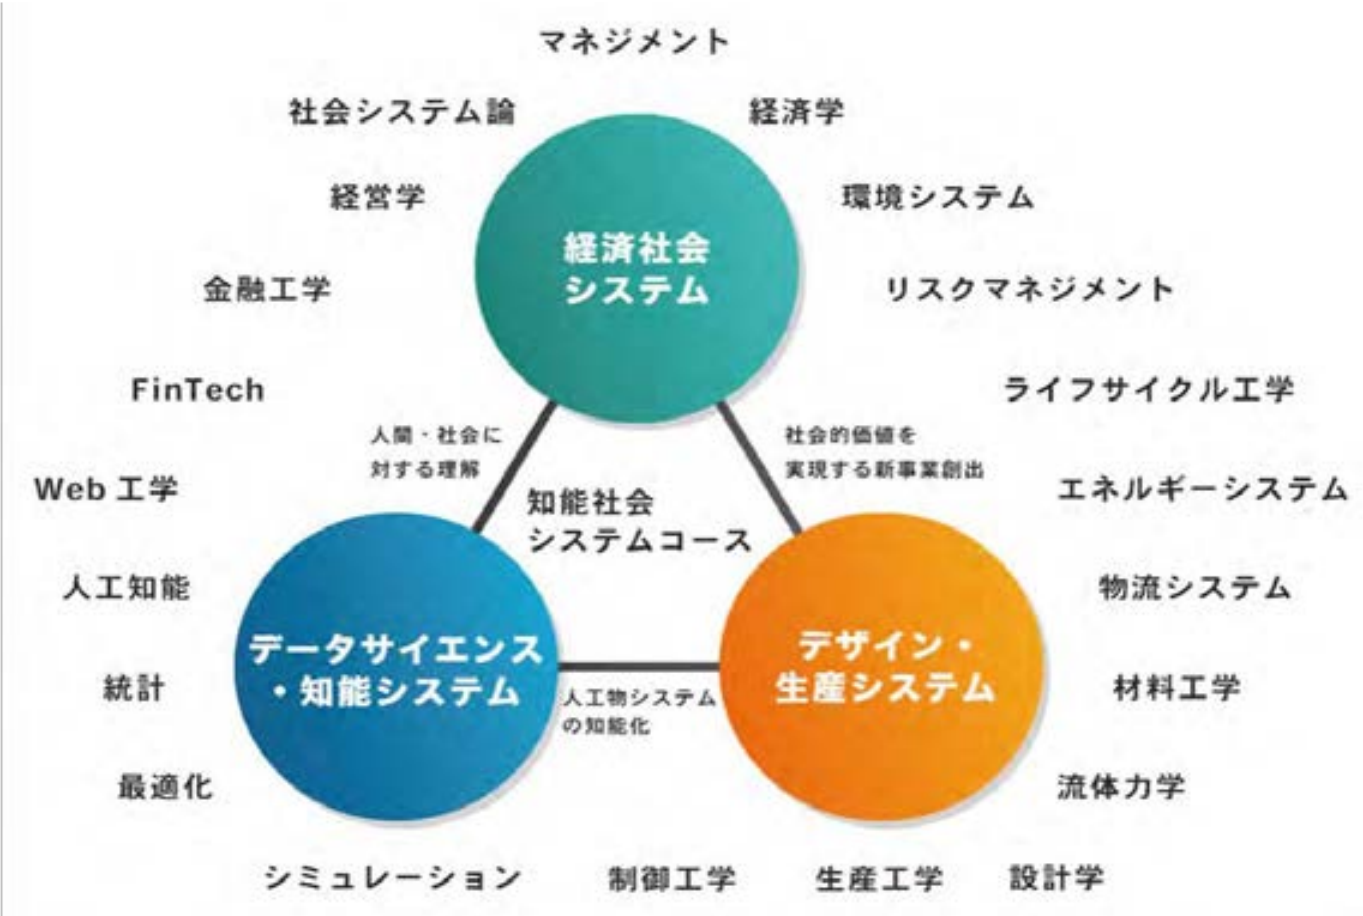 マネジメント
社会システム論
経済学
経営学
環境システム
経済社会
システム
金融工学
リスクマネジメント
FinTech
ライフサイクル工学
人間・社会に
対する理解
社会的価値を
実現する新事業創出
Web 工学
エネルギーシステム
知能社会
システムコース
人工知能
物流システム
データサイエンス
・知能システム
デザイン・
生産システム
統計
材料工学
人工物システム
の知能化
最適化
流体力学
シミュレーション
制御工学
生産工学
設計学